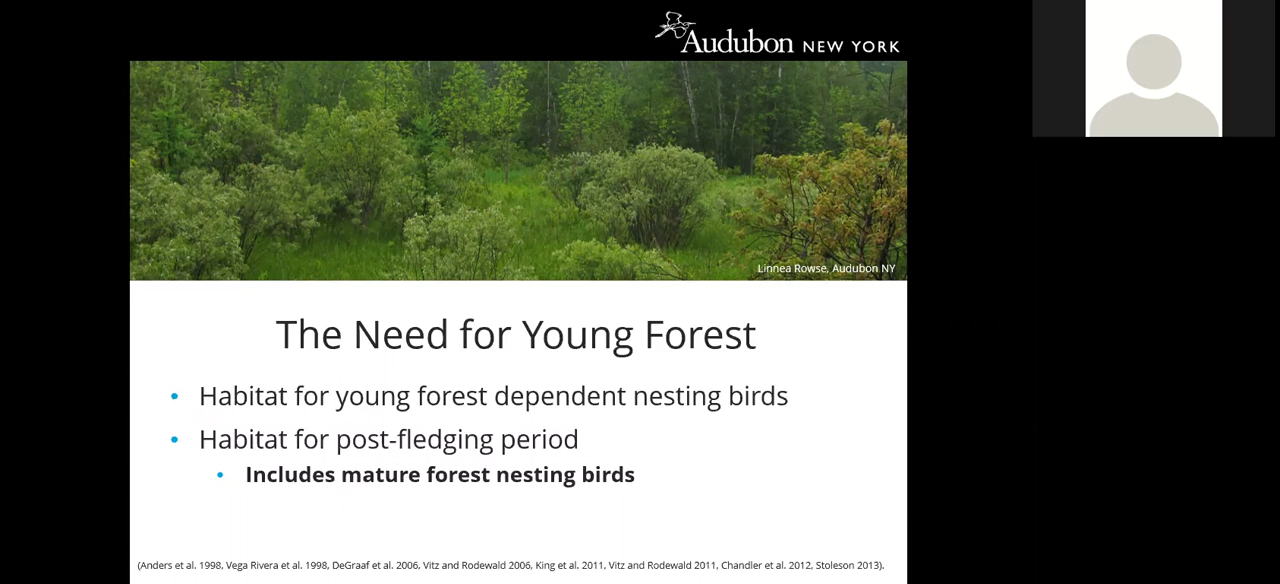 Audubon NEW YORK
Linnea Rowse, Audubon NY
The Need for Young Forest
• Habitat for young forest dependent nesting birds
• Habitat for post-fledging period
• Includes mature forest nesting birds
(Anders et al. 1998, Vega Rivera et al. 1998, DeGraaf et al. 2006, Vitz and Rodewald 2006, King et al. 2011, Vitz and Rodewald 2011, Chandler et al. 2012, Stoleson 2013).